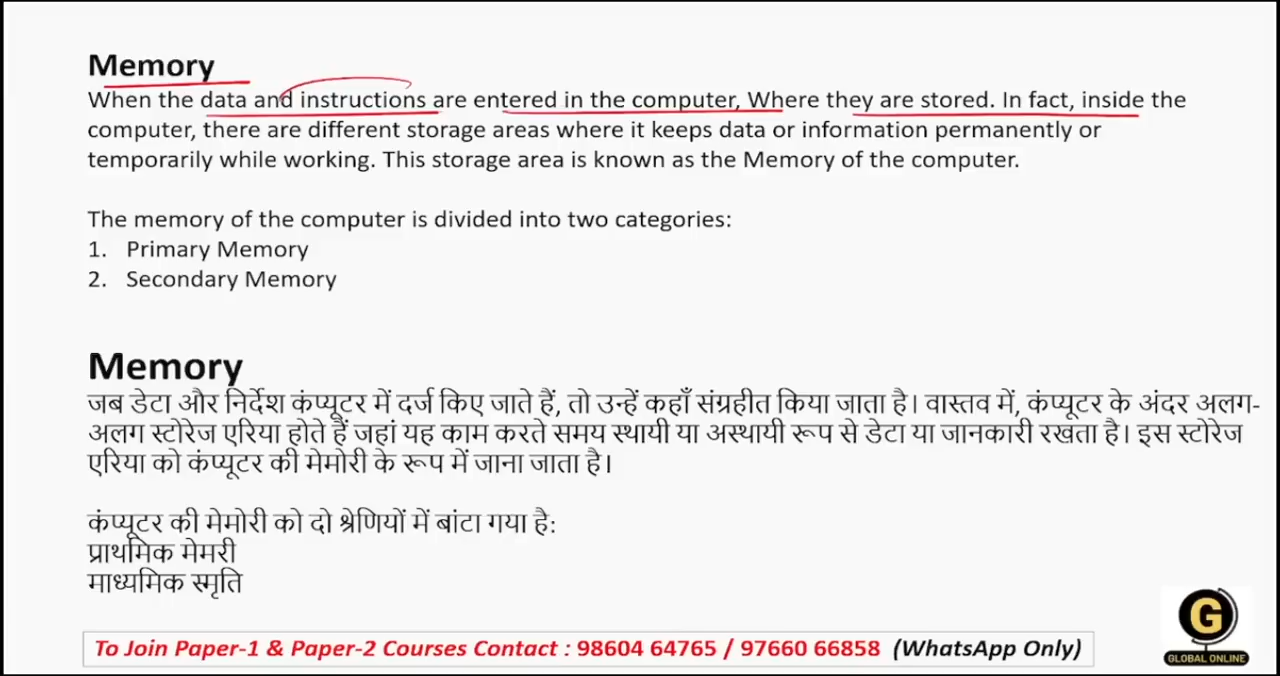 Memory
When the data and instructions are entered in the computer, Where they are stored. In fact, inside the
computer, there are different storage areas where it keeps data or information permanently or
temporarily while working. This storage area is known as the Memory of the computer.
The memory of the computer is divided into two categories:
1. Primary Memory
2. Secondary Memory
Memory
जब डेटा और निर्देश कंप्यूटर में दर्ज किए जाते हैं, तो उन्हें कहाँ संग्रहीत किया जाता है। वास्तव में, कंप्यूटर के अंदर अलग-
अलग स्टोरेज एरिया होते हैं जहां यह काम करते समय स्थायी या अस्थायी रूप से डेटा या जानकारी रखता है। इस स्टोरेज
एरिया को कंप्यूटर की मेमोरी के रूप में जाना जाता है।
कंप्यूटर की मेमोरी को दो श्रेणियों में बांटा गया है:
प्राथमिक मेमरी
माध्यमिक स्मृति
To Join Paper-1 & Paper-2 Courses Contact : 98604 64765 / 97660 66858 (WhatsApp Only)
G
GLOBAL ONLINE